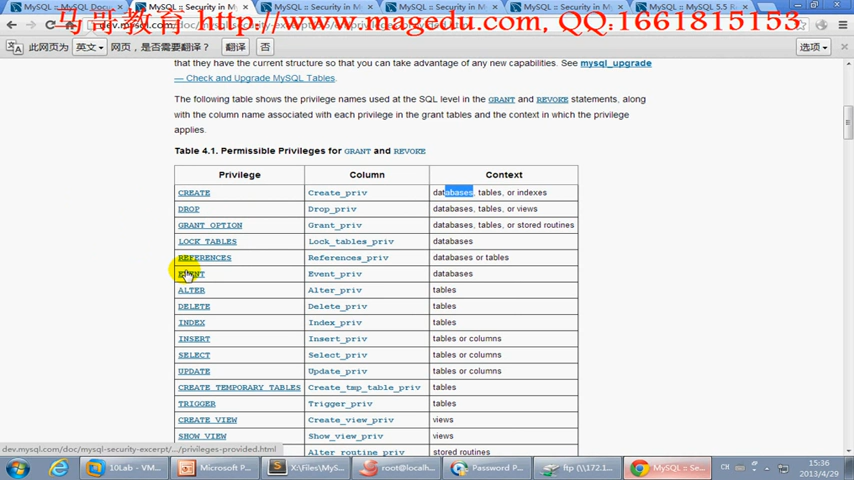 MySQL :: MySQL Docu
MySQL :: Security in M
MySQL :: Security in M
MySQL :: Security in M
MySQL :: Security in M
MySQL :: MySQL 5.5 R
马哥教育 http://www.magedu.com, QQ:1661815153
此网页为 英文 网页，是否需要翻译？ 翻译 否 选项
that they have the current structure so that you can take advantage of any new capabilities. See mysql_upgrade
— Check and Upgrade MySQL Tables.
The following table shows the privilege names used at the SQL level in the GRANT and REVOKE statements, along
with the column name associated with each privilege in the grant tables and the context in which the privilege
applies.
Table 4.1. Permissible Privileges for GRANT and REVOKE
Privilege Column Context
CREATE Create_priv databases, tables, or indexes
DROP Drop_priv databases, tables, or views
GRANT OPTION Grant_priv databases, tables, or stored routines
LOCK TABLES Lock_tables_priv databases
REFERENCES References_priv databases or tables
EVENT Event_priv databases
ALTER Alter_priv tables
DELETE Delete_priv tables
INDEX Index_priv tables
INSERT Insert_priv tables or columns
SELECT Select_priv tables or columns
UPDATE Update_priv tables or columns
CREATE TEMPORARY TABLES Create_tmp_table_priv tables
TRIGGER Trigger_priv tables
CREATE VIEW Create_view_priv views
SHOW VIEW Show_view_priv views
Alter_routine_priv stored routines
dev.mysql.com/doc/mysql-security-excerpt/.../privileges-provided.html
10Lab - VM...
Microsoft P...
X:\Files\MyS...
root@localh...
Password P...
ftp (\\172.1...
MySQL :: Se...
CH
15:36
2013/4/29